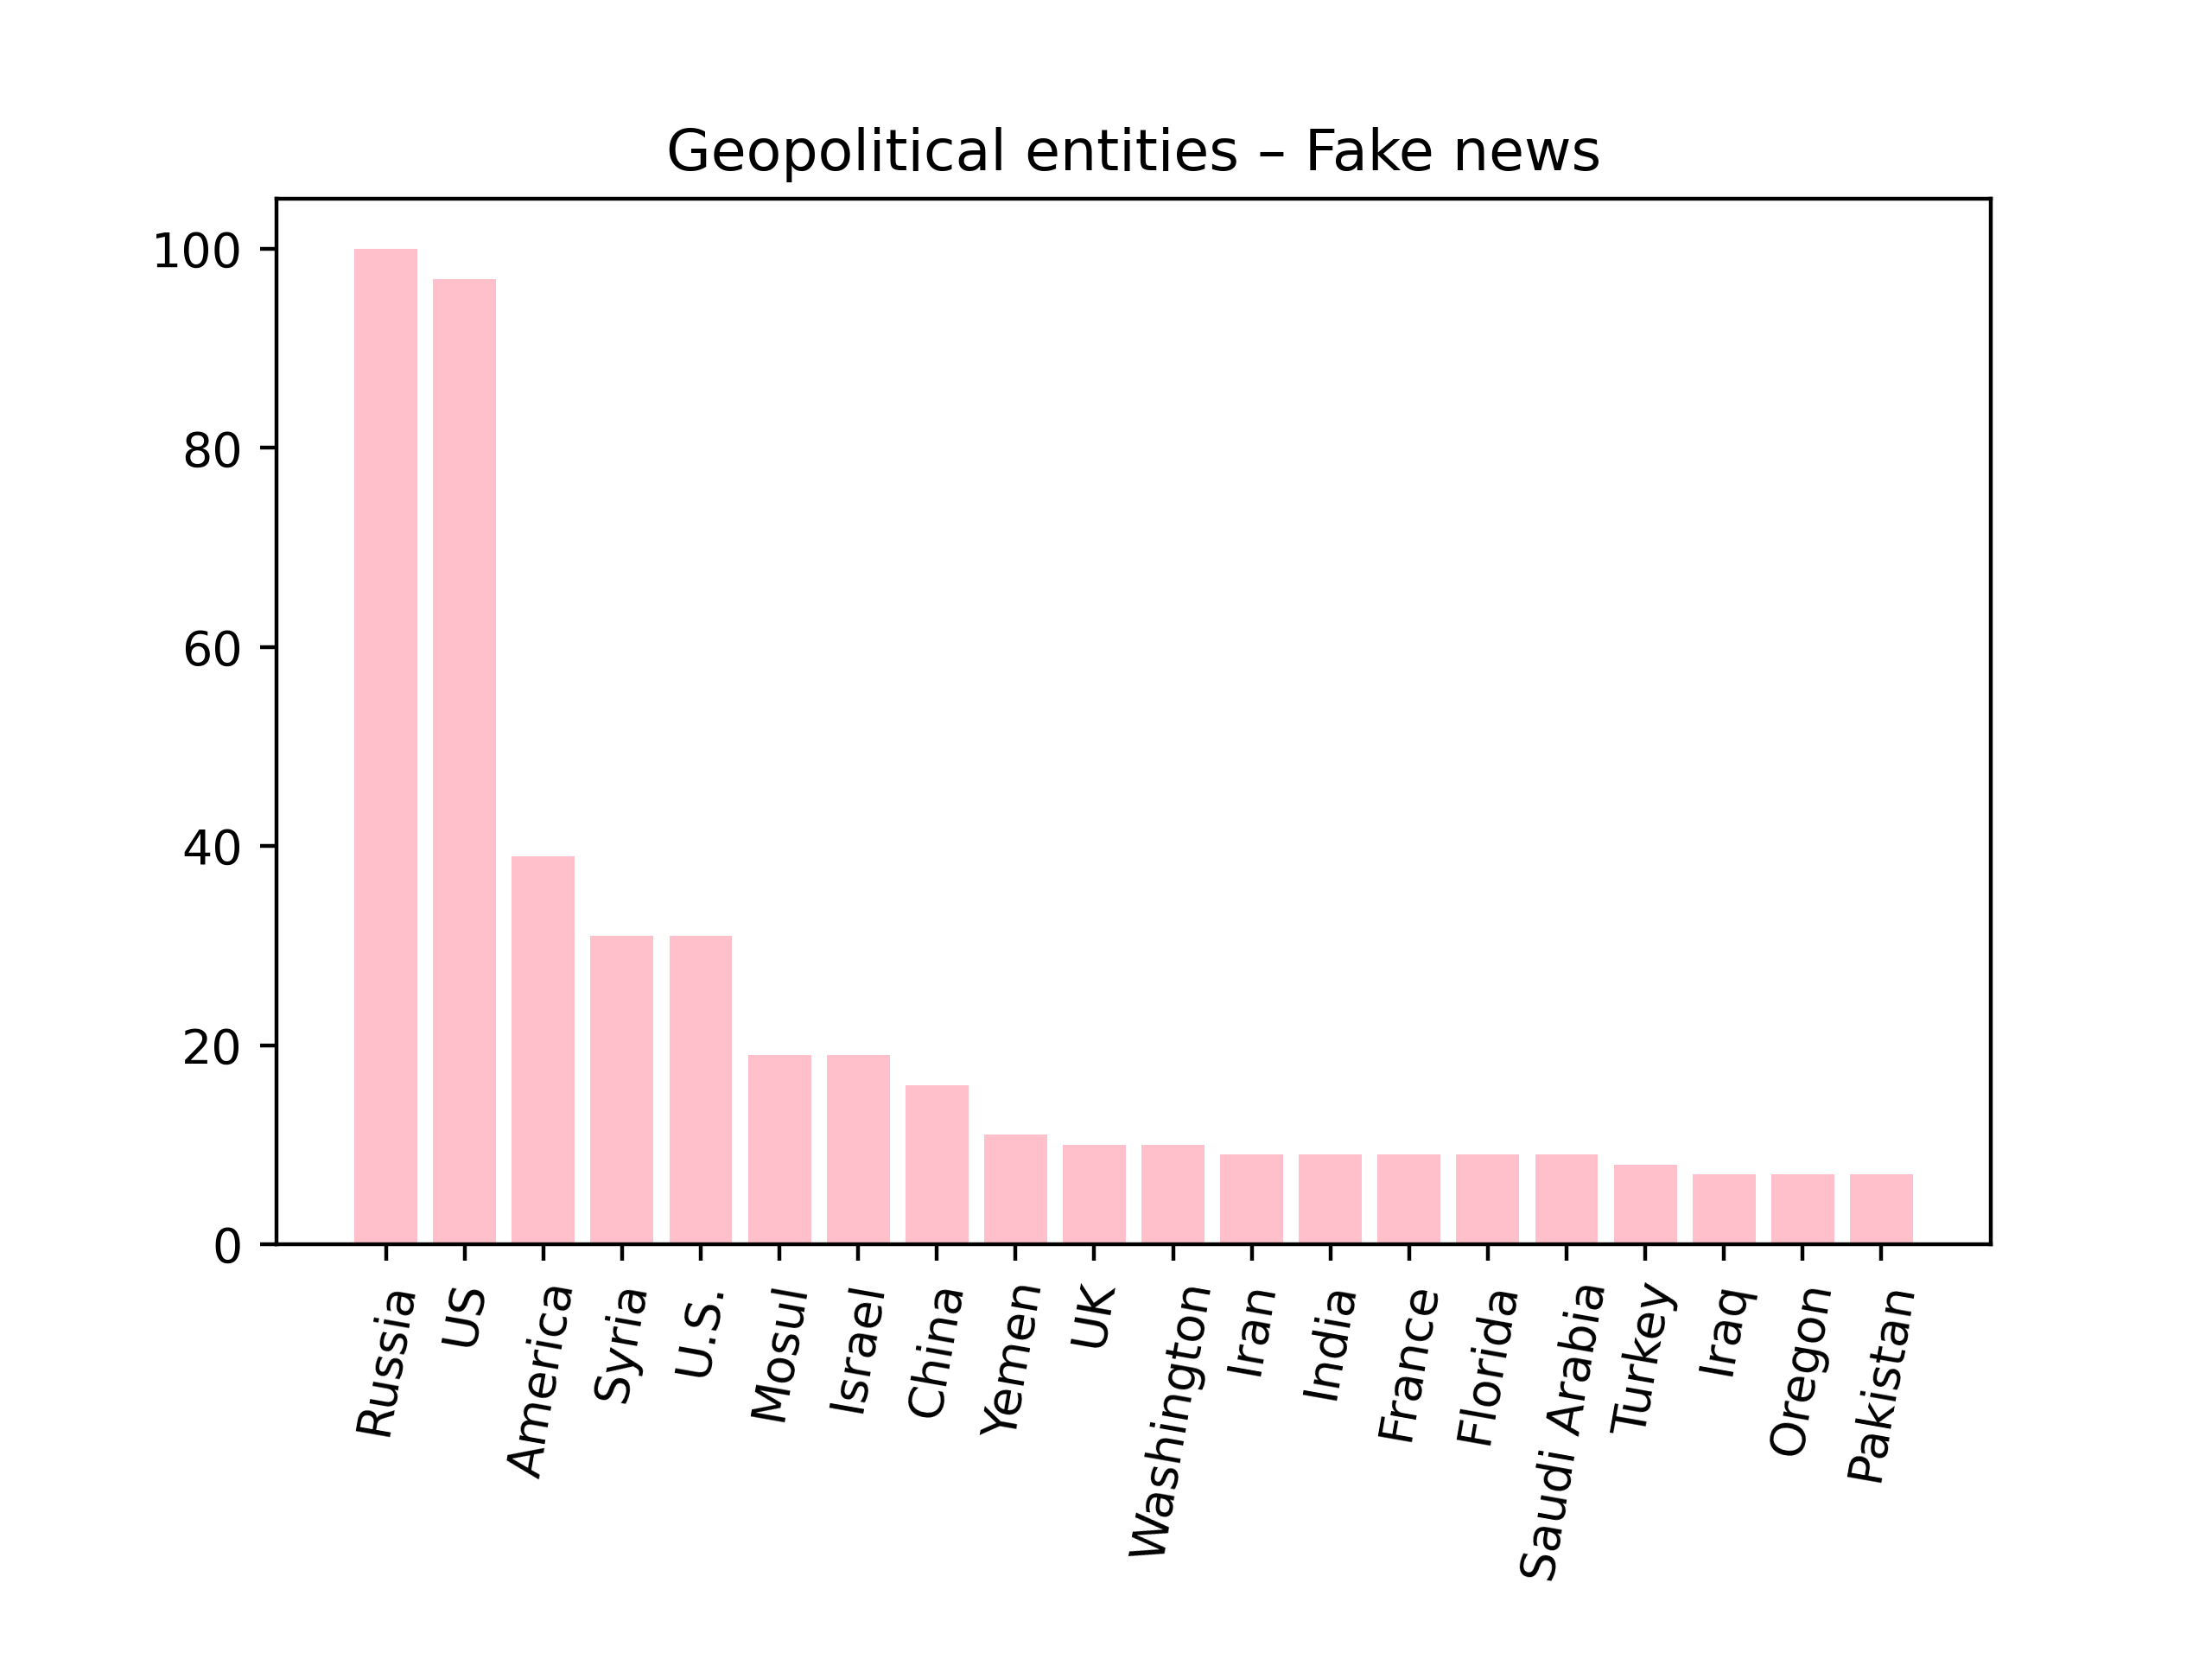 Geopolitical entities – Fake news
100
80
60
40
20
0
Russia
US
America
Syria
U.S.
Mosul
Israel
China
Yemen
UK
Washington
Iran
India
France
Florida
Saudi Arabia
Turkey
Iraq
Oregon
Pakistan